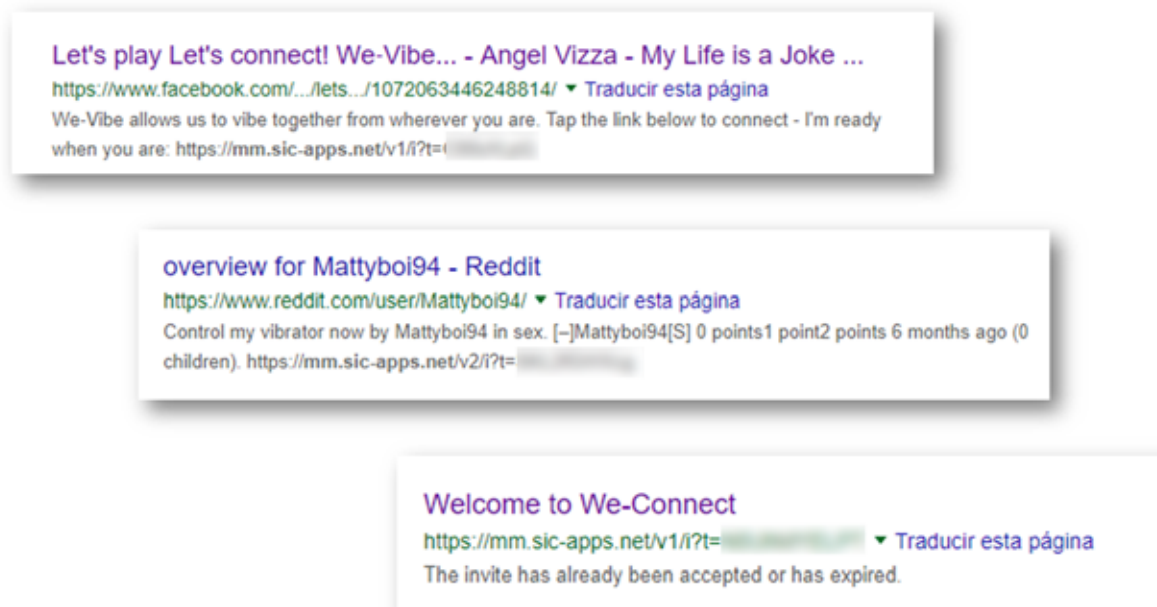 Let's play Let's connect! We-Vibe... - Angel Vizza - My Life is a Joke ...
https://www.facebook.com/.../lets.../1072063446248814/ ▼ Traducir esta página
We-Vibe allows us to vibe together from wherever you are. Tap the link below to connect - I'm ready
when you are: https://mm.sic-apps.net/v1/i?t=
overview for Mattyboi94 - Reddit
https://www.reddit.com/user/Mattyboi94/ ▼ Traducir esta página
Control my vibrator now by Mattyboi94 in sex. [–]Mattyboi94[S] 0 points1 point2 points 6 months ago (0
children). https://mm.sic-apps.net/v2/i?t=
Welcome to We-Connect
https://mm.sic-apps.net/v1/i?t= ▼ Traducir esta página
The invite has already been accepted or has expired.